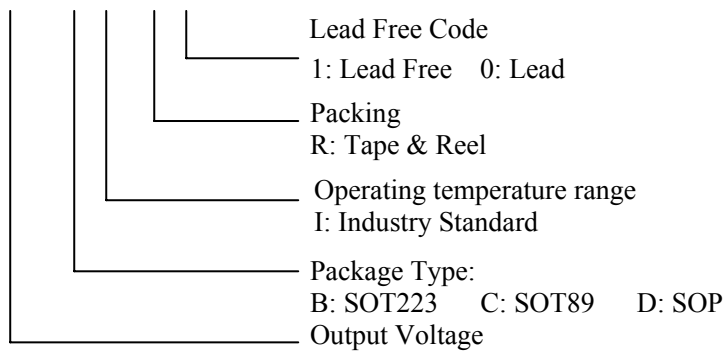 Lead Free Code
1: Lead Free 0: Lead
Packing
R: Tape & Reel
Operating temperature range
I: Industry Standard
Package Type:
B: SOT223 C: SOT89 D: SOP
Output Voltage